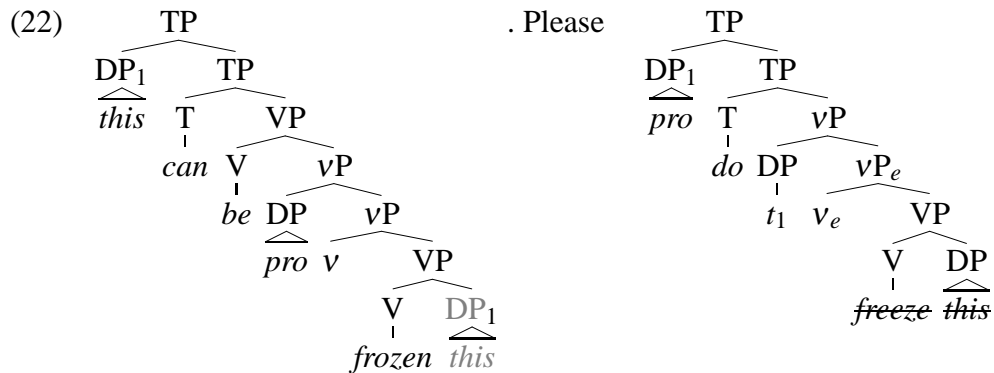 (22) TP . Please TP
DP1 TP DP1 TP
this T VP pro T vP
can V vP do DP vPe
be DP vP t1 ve VP
pro v VP V DP
V DP1 freeze this
frozen this